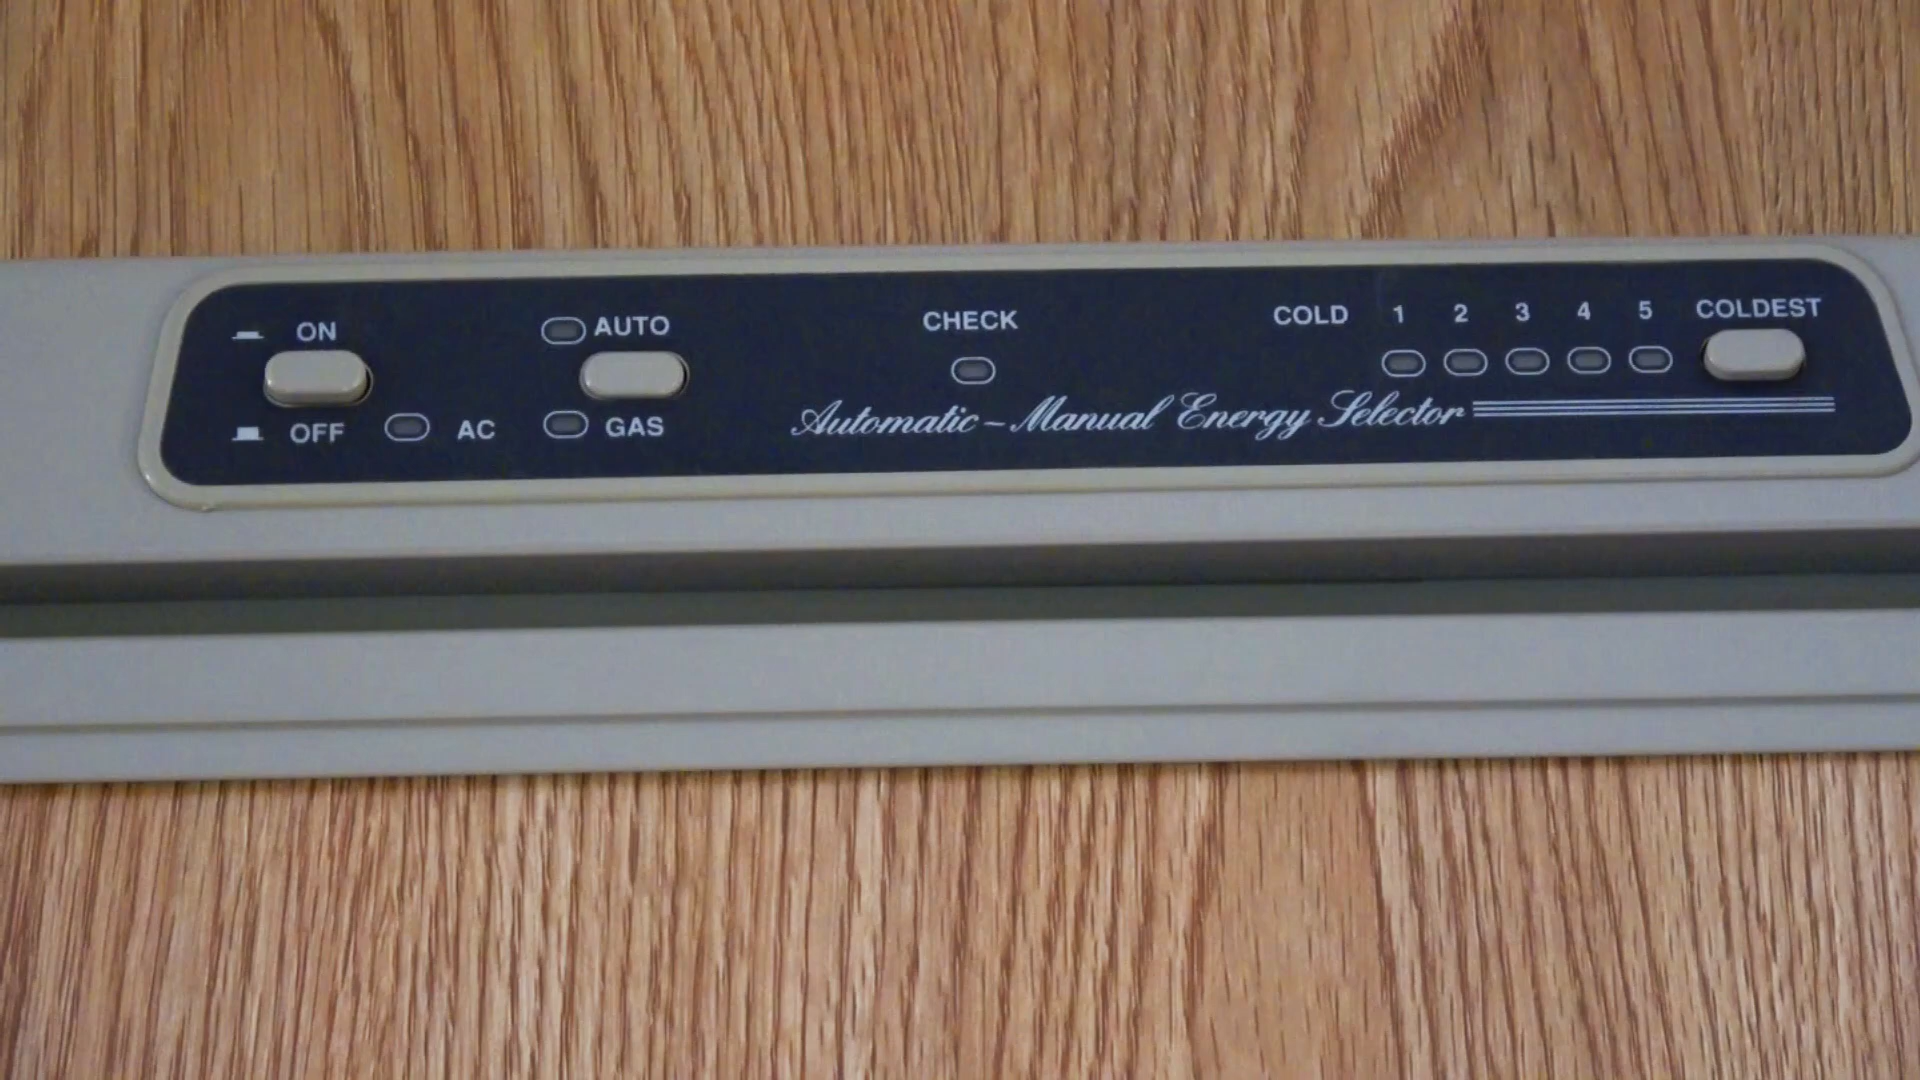 ON AUTO CHECK COLD 1 2 3 4 5 COLDEST
OFF AC GAS
Automatic-Manual Energy Selector